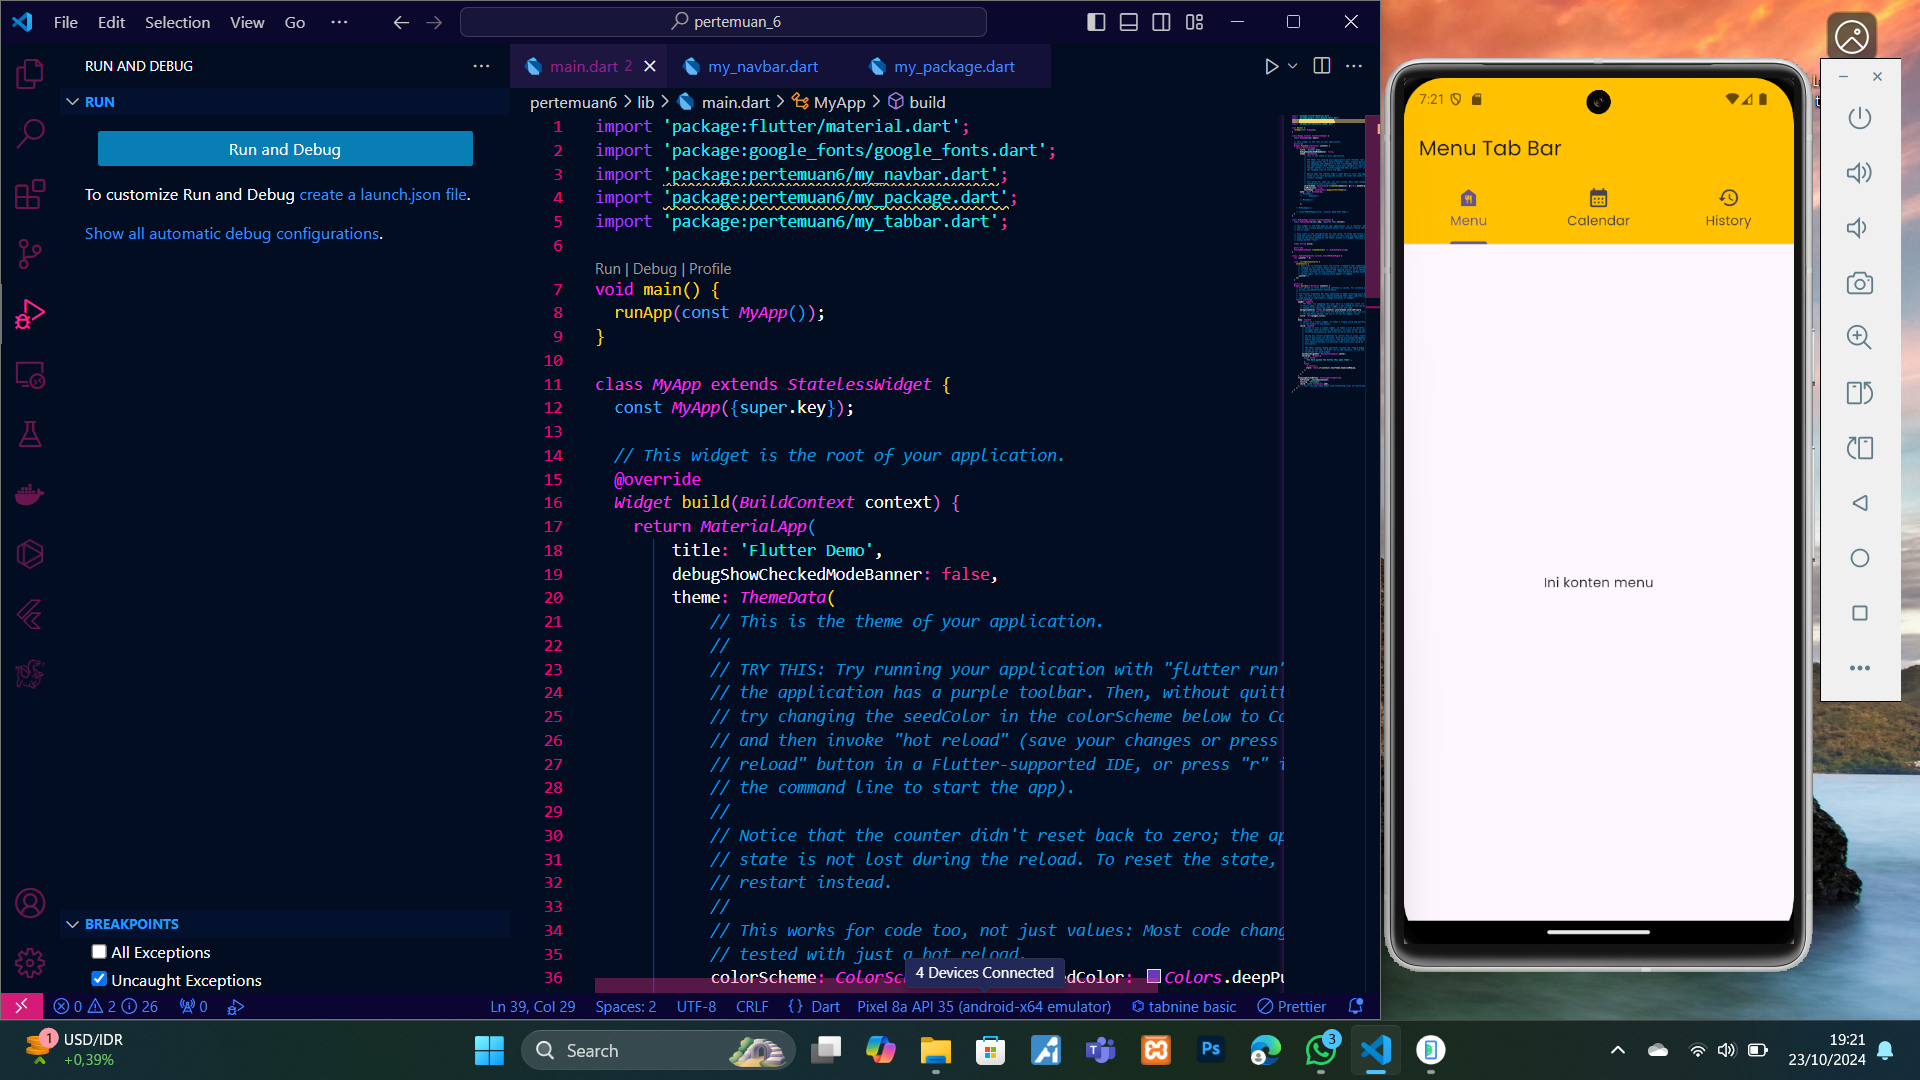 File Edit Selection View Go ··· pertemuan_6
RUN AND DEBUG ···
RUN
Run and Debug
To customize Run and Debug create a launch.json file.
Show all automatic debug configurations.
main.dart 2 my_navbar.dart my_package.dart
pertemuan6 > lib > main.dart > MyApp > build
1 import 'package:flutter/material.dart';
2 import 'package:google_fonts/google_fonts.dart';
3 import 'package:pertemuan6/my_navbar.dart';
4 import 'package:pertemuan6/my_package.dart';
5 import 'package:pertemuan6/my_tabbar.dart';
6
Run | Debug | Profile
7 void main() {
8 runApp(const MyApp());
9 }
10
11 class MyApp extends StatelessWidget {
12 const MyApp({super.key});
13
14 // This widget is the root of your application.
15 @override
16 Widget build(BuildContext context) {
17 return MaterialApp(
18 title: 'Flutter Demo',
19 debugShowCheckedModeBanner: false,
20 theme: ThemeData(
21 // This is the theme of your application.
22 //
23 // TRY THIS: Try running your application with "flutter run"
24 // the application has a purple toolbar. Then, without quitt
25 // try changing the seedColor in the colorScheme below to Co
26 // and then invoke "hot reload" (save your changes or press
27 // reload" button in a Flutter-supported IDE, or press "r" i
28 // the command line to start the app).
29 //
30 // Notice that the counter didn't reset back to zero; the ap
31 // state is not lost during the reload. To reset the state,
32 // restart instead.
33 //
34 // This works for code too, not just values: Most code chang
35 // tested with just a hot reload.
36 colorScheme: ColorSc edColor: Colors.deepPu
4 Devices Connected
BREAKPOINTS
All Exceptions
Uncaught Exceptions
0 2 26 0 Ln 39, Col 29 Spaces: 2 UTF-8 CRLF {} Dart Pixel 8a API 35 (android-x64 emulator) tabnine basic Prettier
7:21
Menu Tab Bar
Menu Calendar History
Ini konten menu
1 USD/IDR
+0,39%
Search
Ps
3
19:21
23/10/2024